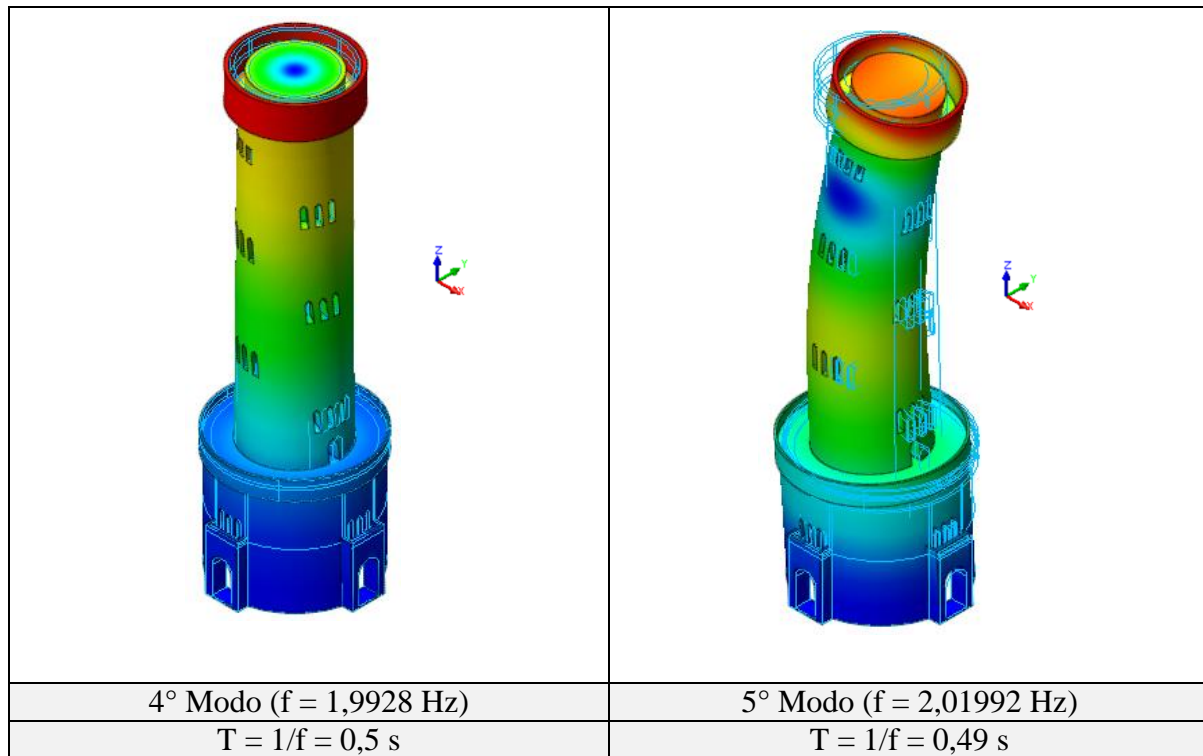 Z
Y
X
Z
Y
X
4° Modo (f = 1,9928 Hz)
5° Modo (f = 2,01992 Hz)
T = 1/f = 0,5 s
T = 1/f = 0,49 s